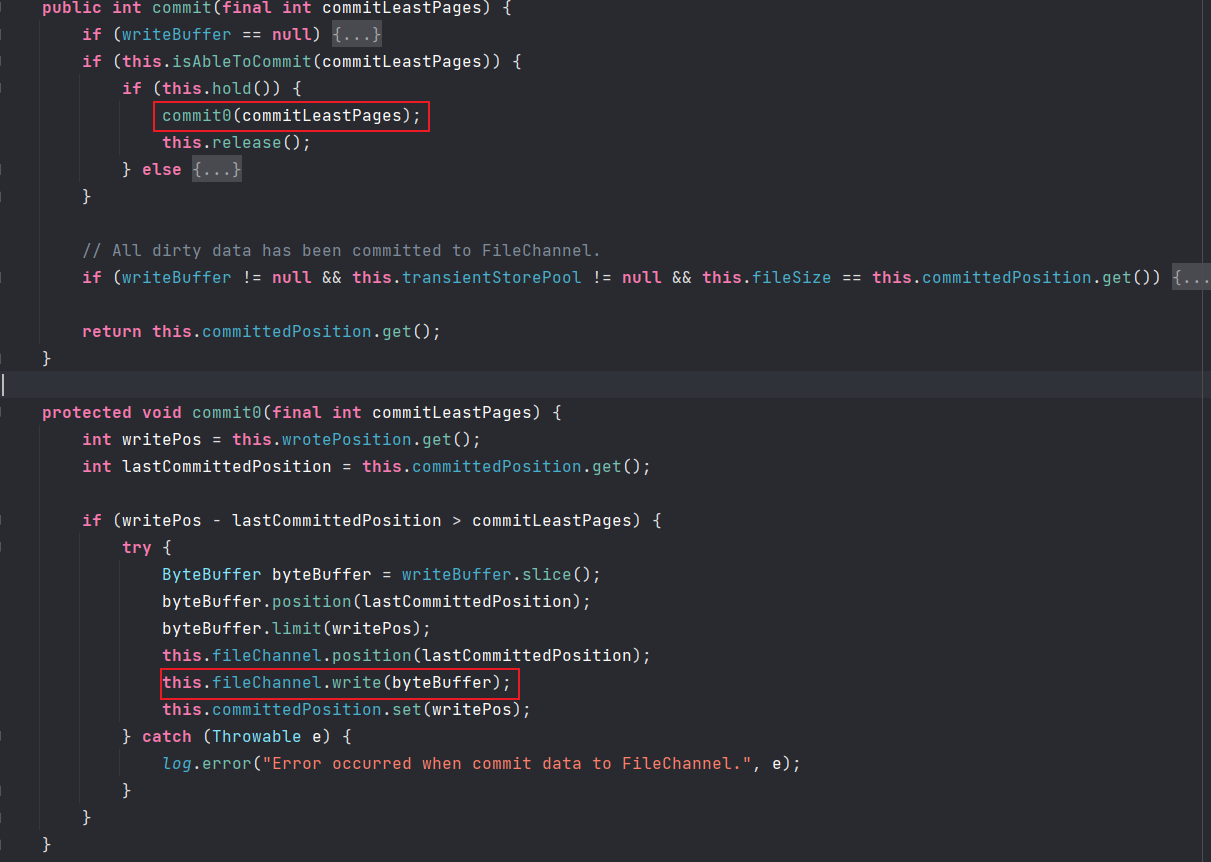 public int commit(final int commitLeastPages) {
    if (writeBuffer == null) {...}
    if (this.isAbleToCommit(commitLeastPages)) {
        if (this.hold()) {
            commit0(commitLeastPages);
            this.release();
        } else {...}
    }

    // All dirty data has been committed to FileChannel.
    if (writeBuffer != null && this.transientStorePool != null && this.fileSize == this.committedPosition.get()) {...

    return this.committedPosition.get();
}

protected void commit0(final int commitLeastPages) {
    int writePos = this.wrotePosition.get();
    int lastCommittedPosition = this.committedPosition.get();

    if (writePos - lastCommittedPosition > commitLeastPages) {
        try {
            ByteBuffer byteBuffer = writeBuffer.slice();
            byteBuffer.position(lastCommittedPosition);
            byteBuffer.limit(writePos);
            this.fileChannel.position(lastCommittedPosition);
            this.fileChannel.write(byteBuffer);
            this.committedPosition.set(writePos);
        } catch (Throwable e) {
            log.error("Error occurred when commit data to FileChannel.", e);
        }
    }
}